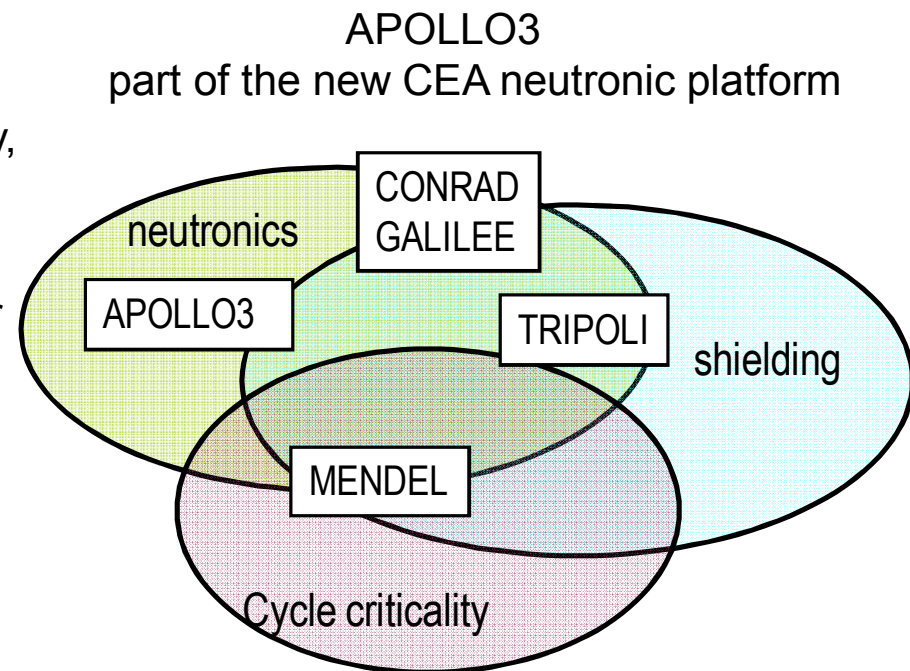 APOLLO3
part of the new CEA neutronic platform
y,
CONRAD
GALILEE
neutronics
APOLLO3
TRIPOLI
shielding
MENDEL
Cycle criticality